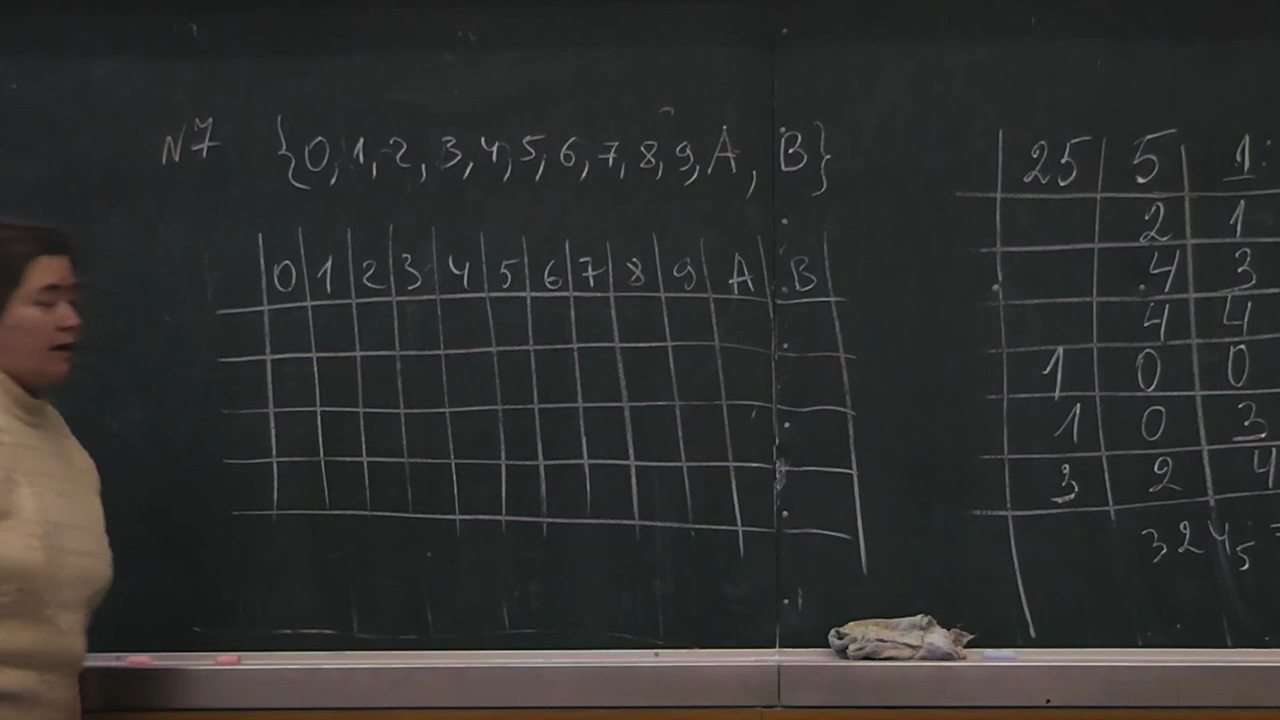 N7 {0, 1, 2, 3, 4, 5, 6, 7, 8, 9, A, B}
0 1 2 3 4 5 6 7 8 9 A B
25 5 1
2 1
4 3
4 4
1 0 0
1 0 3
3 2 4
324₅